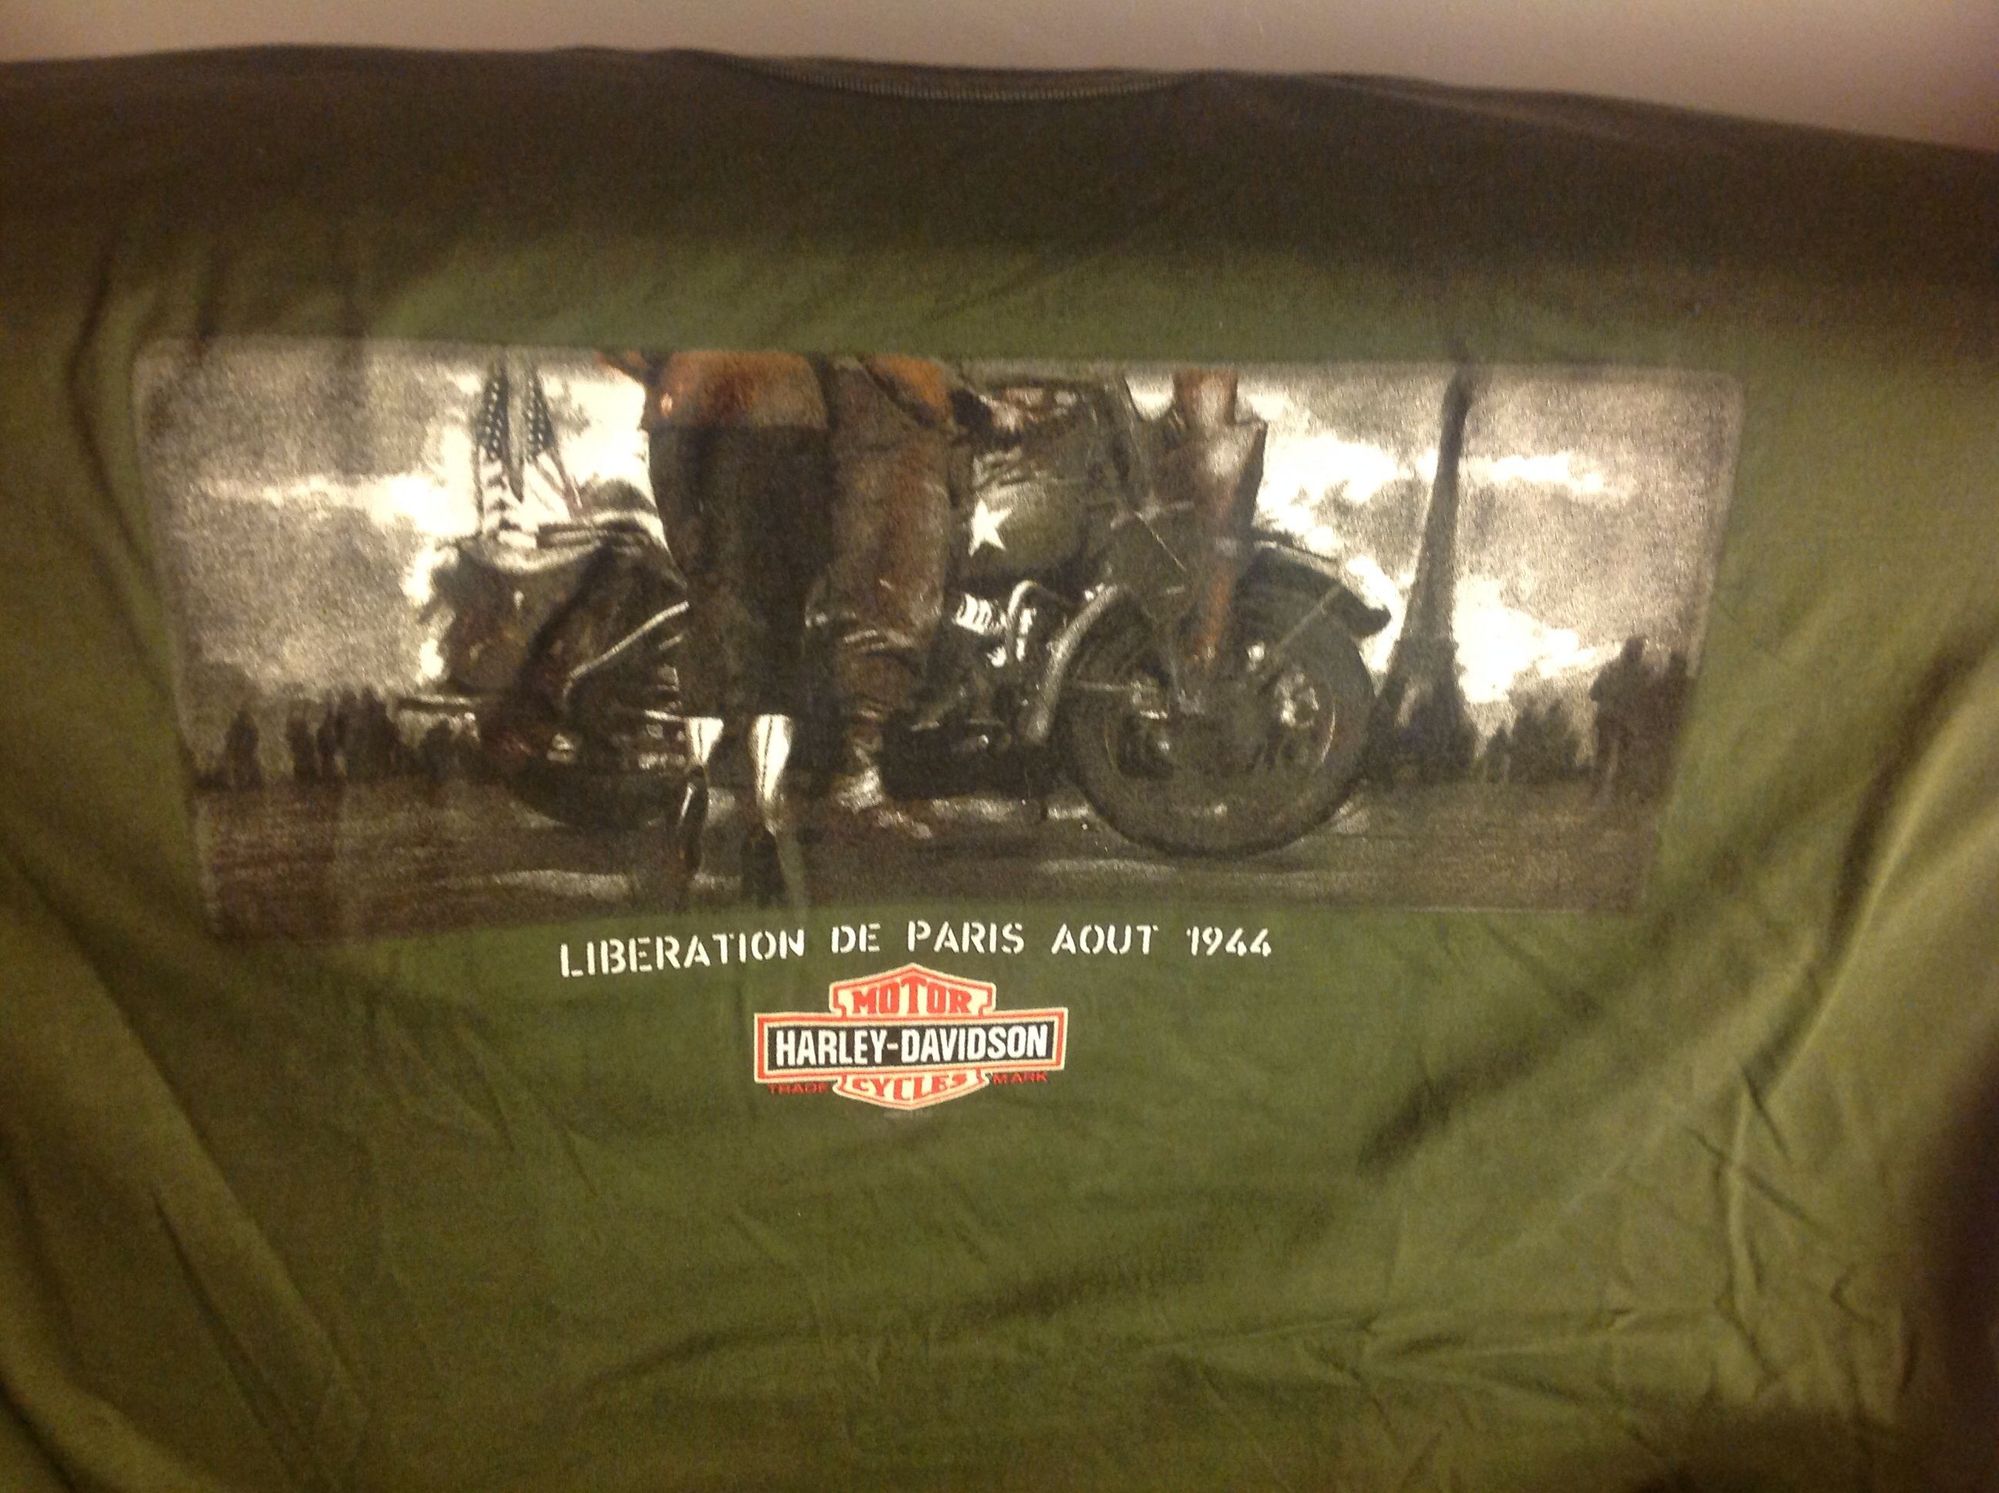 LIBERATION DE PARIS AOUT 1944
MOTOR
HARLEY-DAVIDSON
TRADE CYCLES MARK